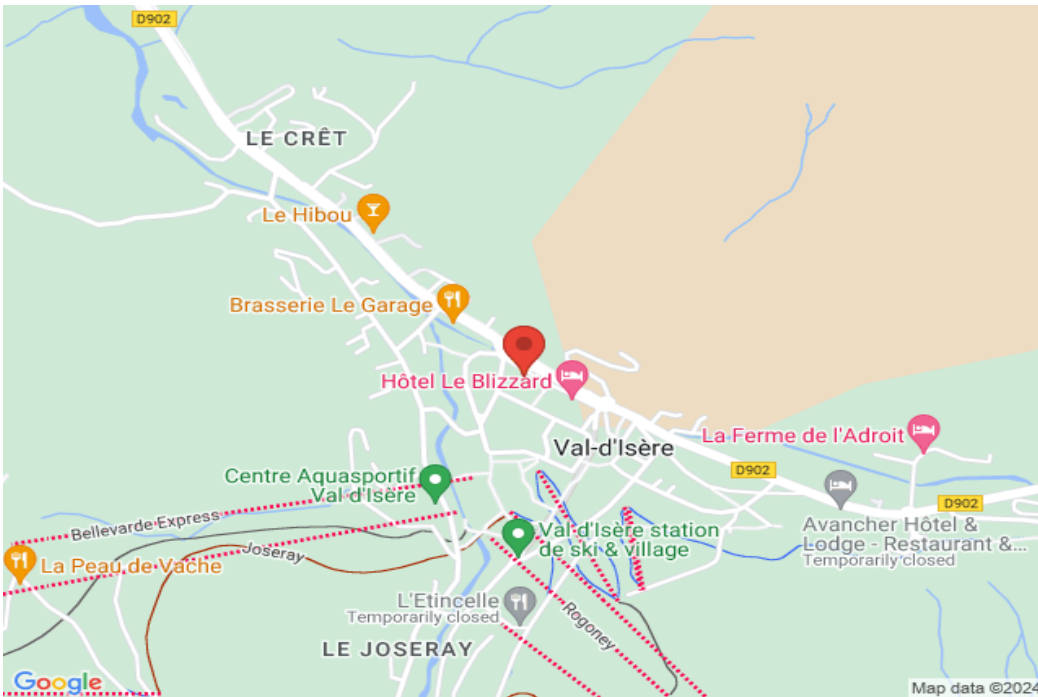 D902
LE CRÊT
Le Hibou
Brasserie Le Garage
Hôtel Le Blizzard
La Ferme de l'Adroit
Val-d'Isère
D902
Centre Aquasportif
Val d'Isère
D902
Bellevarde Express
Avancher Hôtel &
Lodge - Restaurant &...
Temporarily closed
Val d'Isère station
de ski & village
Joseray
La Peau de Vache
L'Etincelle
Temporarily closed
Rogoney
LE JOSERAY
Google
Map data ©2024